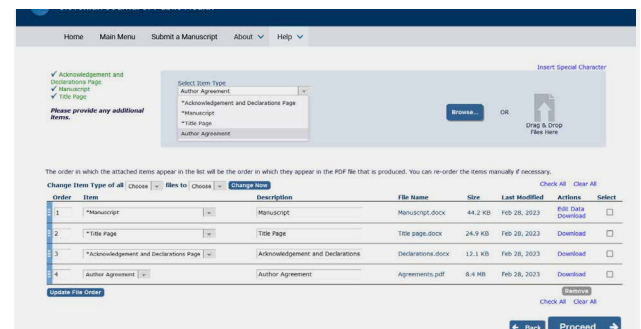 Slovenian Journal of Public Health
Home Main Menu Submit a Manuscript About Help
Insert Special Character
Acknowledgement and
Declarations Page
Manuscript
Title Page
Please provide any additional
items.
Select Item Type
Author Agreement
*Acknowledgement and Declarations Page
*Manuscript
*Title Page
Author Agreement
Browse...
OR
Drag & Drop
Files Here
The order in which the attached items appear in the list will be the order in which they appear in the PDF file that is produced. You can re-order the items manually if necessary.
Change Item Type of all Choose files to Choose Change Now
Check All Clear All
Order Item Description File Name Size Last Modified Actions Select
1 *Manuscript Manuscript Manuscript.docx 44.2 KB Feb 28, 2023 Edit Data
Download
2 *Title Page Title Page Title page.docx 24.9 KB Feb 28, 2023 Download
3 *Acknowledgement and Declarations Page Acknowledgement and Declarations Declarations.docx 12.1 KB Feb 28, 2023 Download
4 Author Agreement Author Agreement Agreements.pdf 8.4 MB Feb 28, 2023 Download
Update File Order
Remove
Check All Clear All
Back Proceed